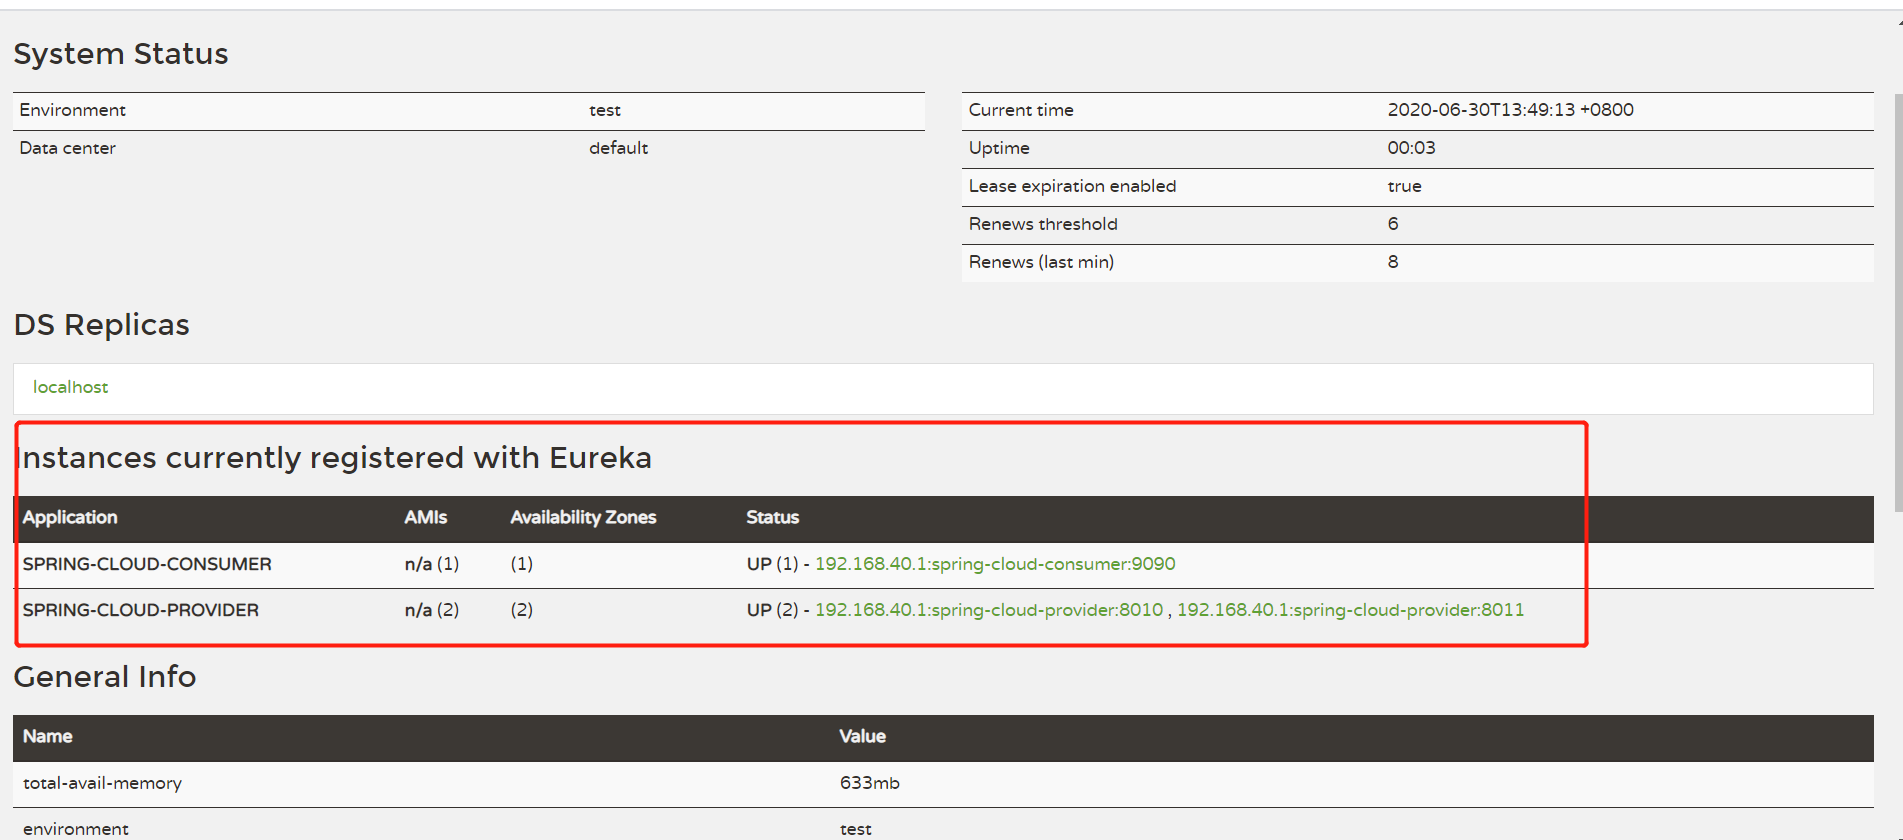 System Status
Environment test
Data center default
Current time 2020-06-30T13:49:13 +0800
Uptime 00:03
Lease expiration enabled true
Renews threshold 6
Renews (last min) 8
DS Replicas
localhost
Instances currently registered with Eureka
Application AMIs Availability Zones Status
SPRING-CLOUD-CONSUMER n/a (1) (1) UP (1) - 192.168.40.1:spring-cloud-consumer:9090
SPRING-CLOUD-PROVIDER n/a (2) (2) UP (2) - 192.168.40.1:spring-cloud-provider:8010 , 192.168.40.1:spring-cloud-provider:8011
General Info
Name Value
total-avail-memory 633mb
environment test